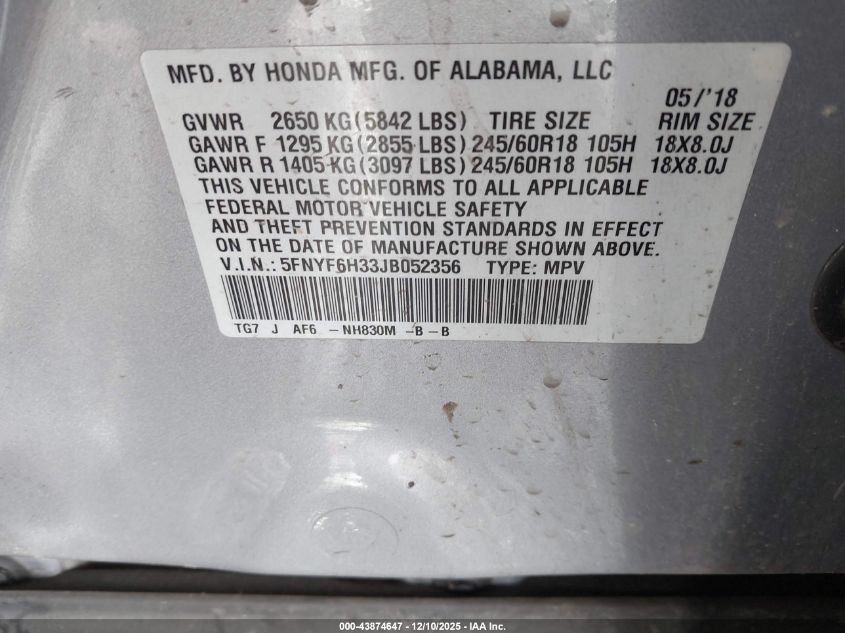 MFD. BY HONDA MFG. OF ALABAMA, LLC
05/'18
GVWR 2650 KG(5842 LBS) TIRE SIZE RIM SIZE
GAWR F 1295 KG(2855 LBS) 245/60R18 105H 18X8.0J
GAWR R 1405 KG(3097 LBS) 245/60R18 105H 18X8.0J
THIS VEHICLE CONFORMS TO ALL APPLICABLE
FEDERAL MOTOR VEHICLE SAFETY
AND THEFT PREVENTION STANDARDS IN EFFECT
ON THE DATE OF MANUFACTURE SHOWN ABOVE.
V.I.N.: 5FNYF6H33JB052356 TYPE: MPV
TG7 J AF6 -NH830M -B-B
000-43874647 - 12/10/2025 - IAA Inc.